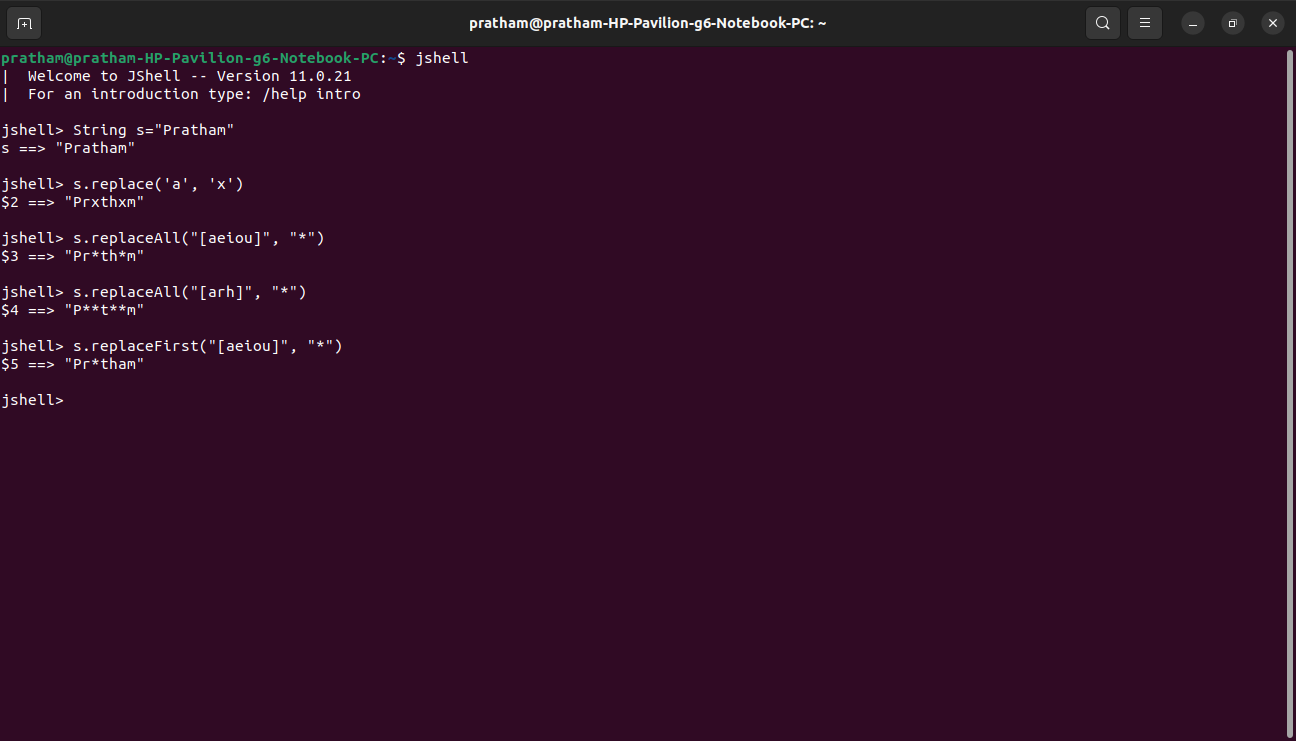 pratham@pratham-HP-Pavilion-g6-Notebook-PC: ~
pratham@pratham-HP-Pavilion-g6-Notebook-PC:~$ jshell
|  Welcome to JShell -- Version 11.0.21
|  For an introduction type: /help intro
jshell> String s="Pratham"
s ==> "Pratham"
jshell> s.replace('a', 'x')
$2 ==> "Prxthxm"
jshell> s.replaceAll("[aeiou]", "*")
$3 ==> "Pr*th*m"
jshell> s.replaceAll("[arh]", "*")
$4 ==> "P**t**m"
jshell> s.replaceFirst("[aeiou]", "*")
$5 ==> "Pr*tham"
jshell>